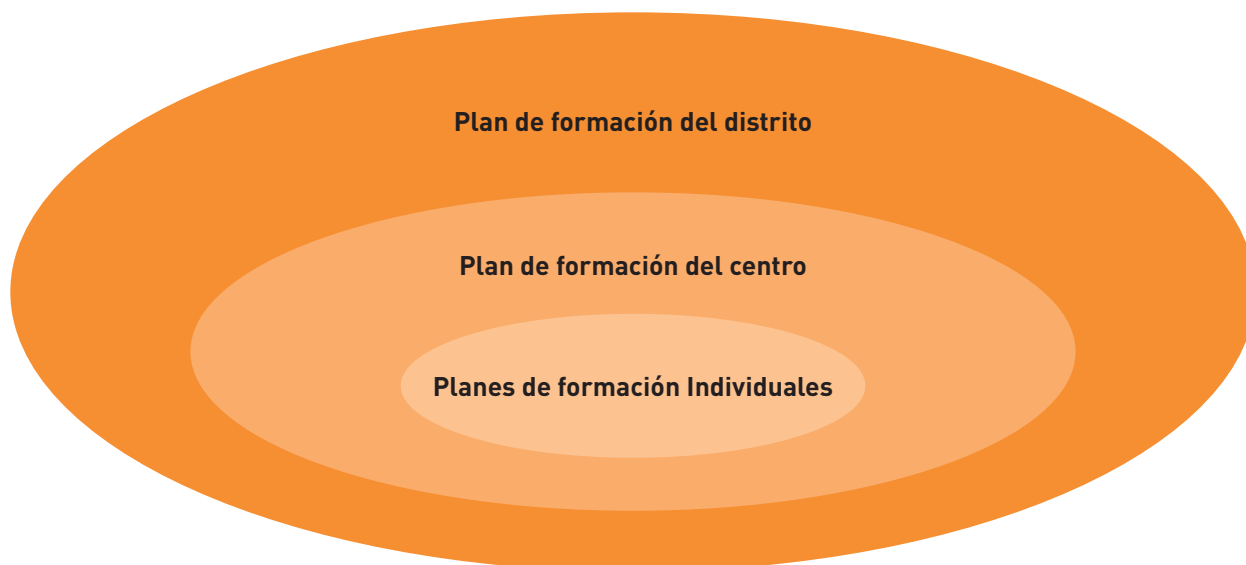 Plan de formación del distrito
Plan de formación del centro
Planes de formación Individuales